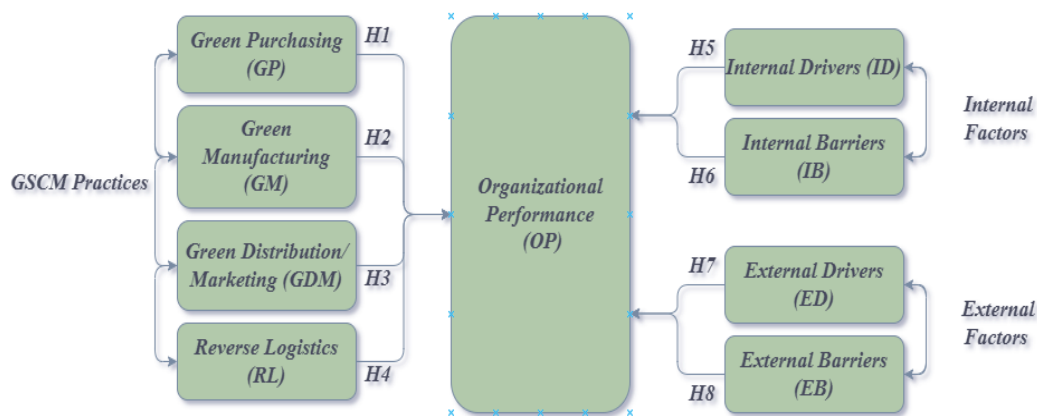 GSCM Practices
Green Purchasing
(GP)
H1
Green
Manufacturing
(GM)
H2
Green Distribution/
Marketing (GDM)
H3
Reverse Logistics
(RL)
H4
Organizational
Performance
(OP)
H5
Internal Drivers (ID)
Internal Barriers
(IB)
H6
Internal
Factors
H7
External Drivers
(ED)
External Barriers
(EB)
H8
External
Factors